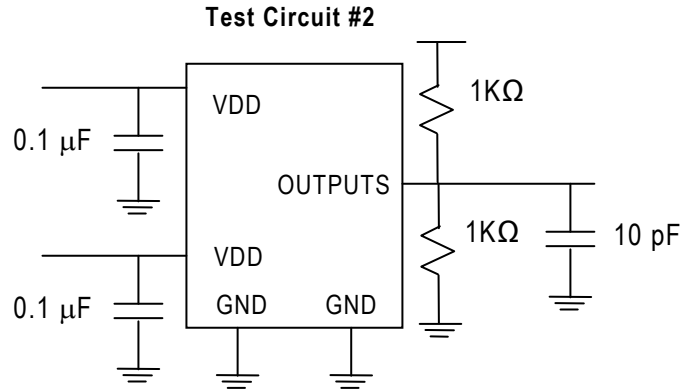 Test Circuit #2
1KΩ
VDD
0.1 μF
OUTPUTS
1KΩ
10 pF
VDD
0.1 μF
GND GND